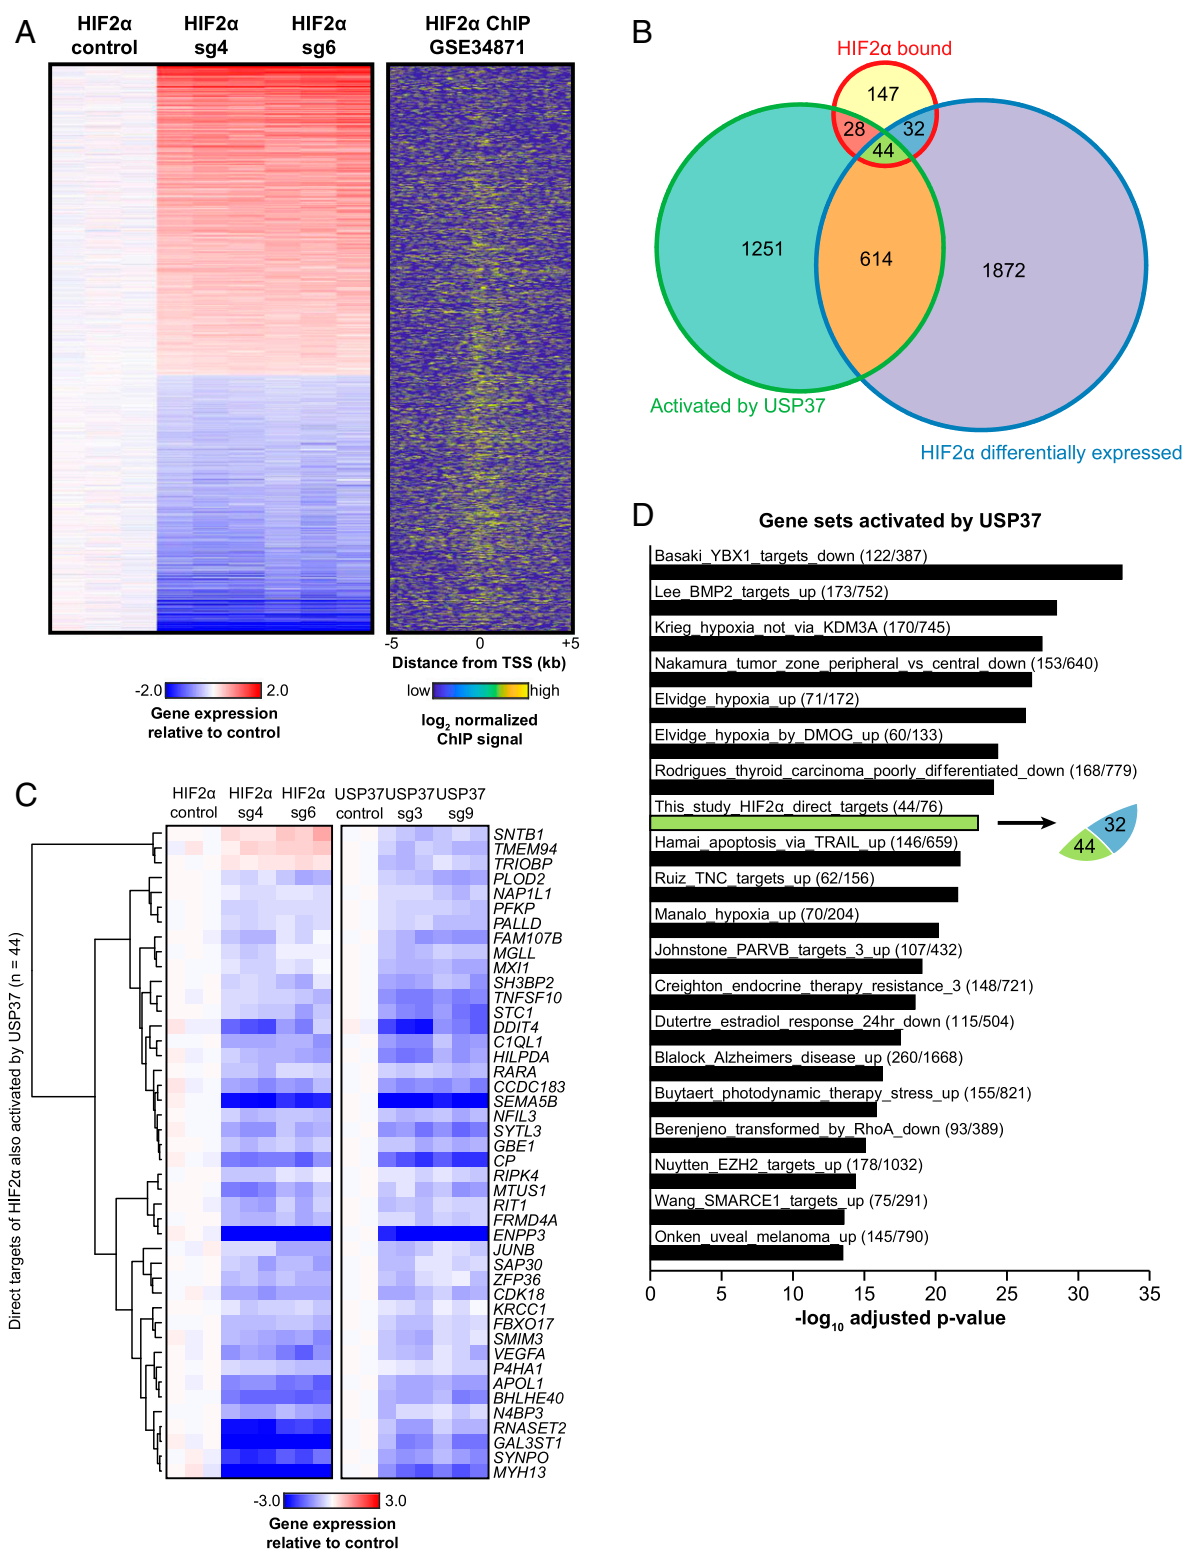 A
HIF2α control
HIF2α sg4
HIF2α sg6
HIF2α ChIP GSE34871
-5 0 +5
Distance from TSS (kb)
-2.0 2.0
Gene expression
relative to control
low high
log2 normalized
ChIP signal
B
HIF2α bound
147
28
32
44
1251
614
1872
Activated by USP37
HIF2α differentially expressed
C
HIF2α control
HIF2α sg4
HIF2α sg6
USP37 control
USP37 sg3
USP37 sg9
Direct targets of HIF2α also activated by USP37 (n = 44)
SNTB1
TMEM94
TRIOBP
PLOD2
NAP1L1
PFKP
PALLD
FAM107B
MGLL
MXI1
SH3BP2
TNFSF10
STC1
DDIT4
C1QL1
HILPDA
RARA
CCDC183
SEMA5B
NFIL3
SYTL3
GBE1
CP
RIPK4
MTUS1
RIT1
FRMD4A
ENPP3
JUNB
SAP30
ZFP36
CDK18
KRCC1
FBXO17
SMIM3
VEGFA
P4HA1
APOL1
BHLHE40
N4BP3
RNASET2
GAL3ST1
SYNPO
MYH13
-3.0 3.0
Gene expression
relative to control
D
Gene sets activated by USP37
Basaki_YBX1_targets_down (122/387)
Lee_BMP2_targets_up (173/752)
Krieg_hypoxia_not_via_KDM3A (170/745)
Nakamura_tumor_zone_peripheral_vs_central_down (153/640)
Elvidge_hypoxia_up (71/172)
Elvidge_hypoxia_by_DMOG_up (60/133)
Rodrigues_thyroid_carcinoma_poorly_differentiated_down (168/779)
This_study_HIF2α_direct_targets (44/76)
44
32
Hamai_apoptosis_via_TRAIL_up (146/659)
Ruiz_TNC_targets_up (62/156)
Manalo_hypoxia_up (70/204)
Johnstone_PARVB_targets_3_up (107/432)
Creighton_endocrine_therapy_resistance_3 (148/721)
Dutertre_estradiol_response_24hr_down (115/504)
Blalock_Alzheimers_disease_up (260/1668)
Buytaert_photodynamic_therapy_stress_up (155/821)
Berenjeno_transformed_by_RhoA_down (93/389)
Nuytten_EZH2_targets_up (178/1032)
Wang_SMARCE1_targets_up (75/291)
Onken_uveal_melanoma_up (145/790)
0 5 10 15 20 25 30 35
-log10 adjusted p-value